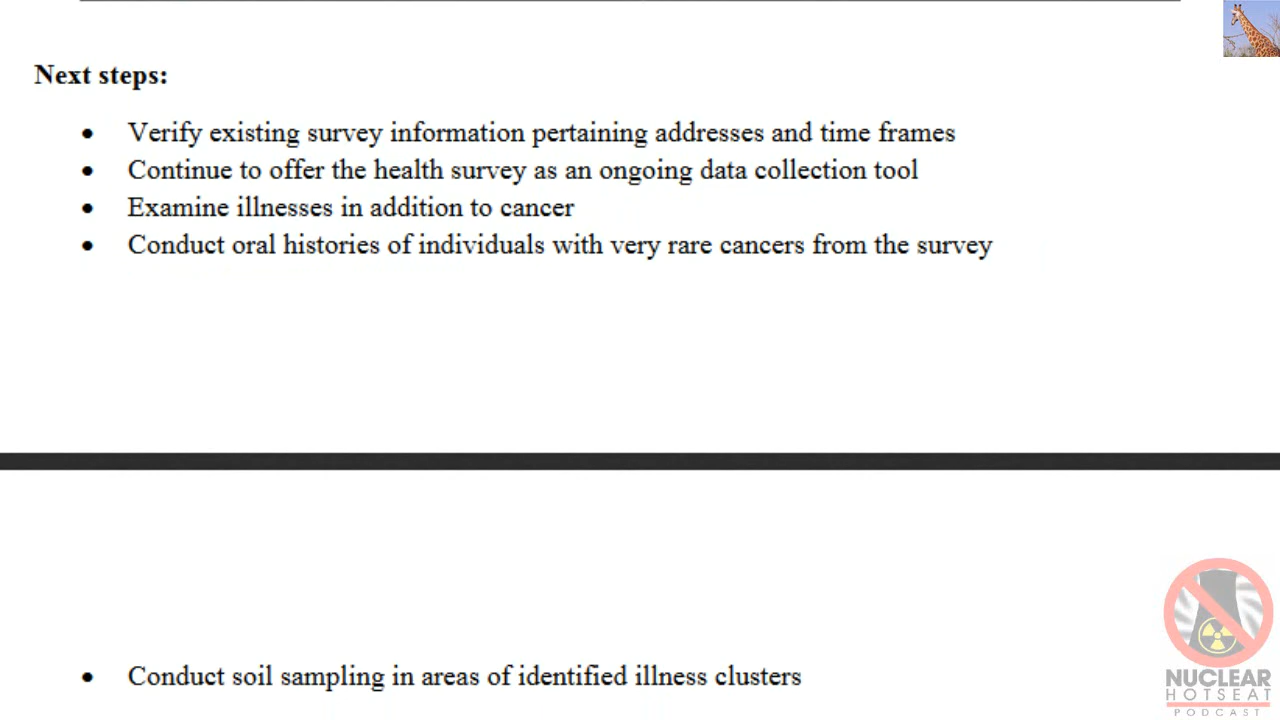 Next steps:
• Verify existing survey information pertaining addresses and time frames
• Continue to offer the health survey as an ongoing data collection tool
• Examine illnesses in addition to cancer
• Conduct oral histories of individuals with very rare cancers from the survey
• Conduct soil sampling in areas of identified illness clusters
NUCLEAR
HOTSEAT
PODCAST